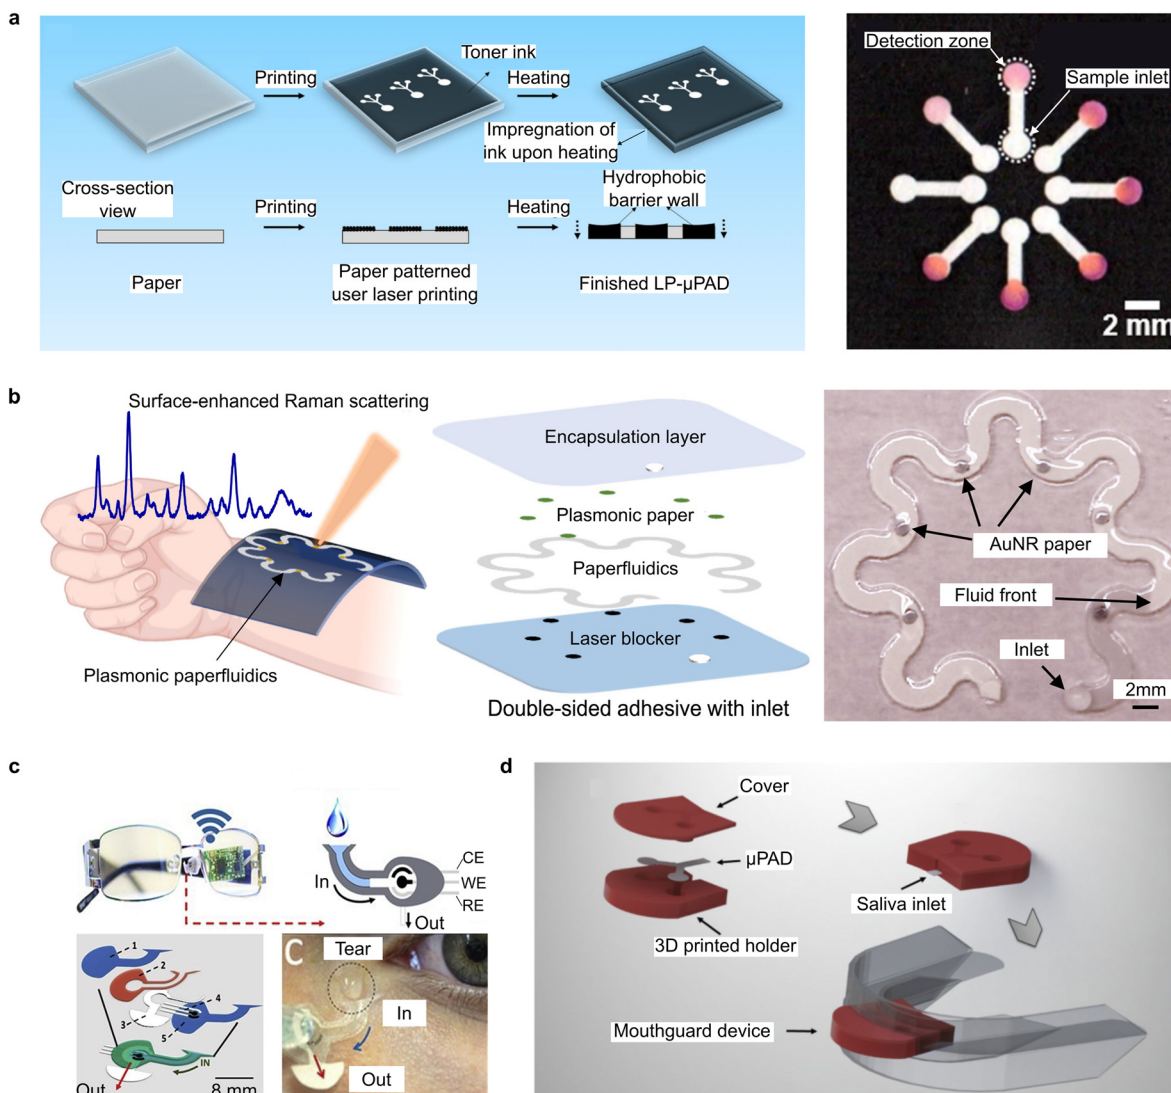 a
Toner ink
Printing
Heating
Impregnation of
ink upon heating
Cross-section
view
Printing
Heating
Hydrophobic
barrier wall
Paper
Paper patterned
user laser printing
Finished LP-µPAD
Detection zone
Sample inlet
2 mm
b
Surface-enhanced Raman scattering
Plasmonic paperfluidics
Encapsulation layer
Plasmonic paper
Paperfluidics
Laser blocker
Double-sided adhesive with inlet
AuNR paper
Fluid front
Inlet
2mm
c
In
CE
WE
RE
Out
1
2
3
4
5
IN
Out
8 mm
C
Tear
In
Out
d
Cover
µPAD
3D printed holder
Saliva inlet
Mouthguard device